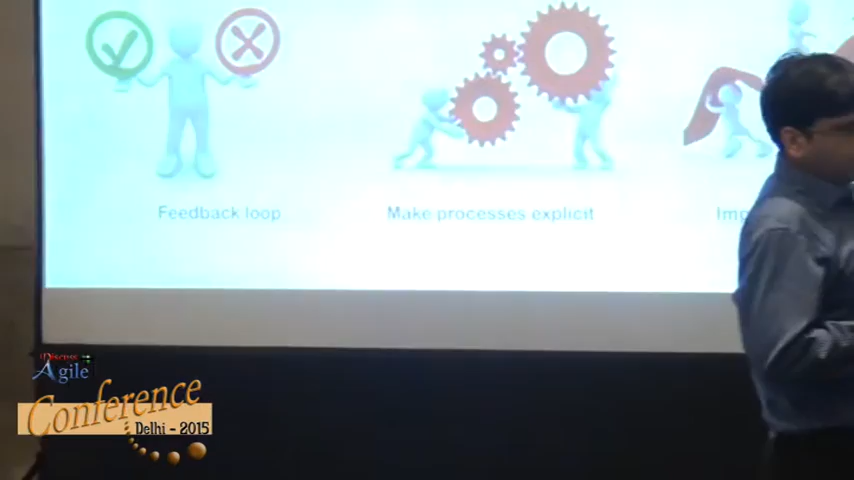 Feedback loop
Make processes explicit
Agile
Conference
Delhi - 2015